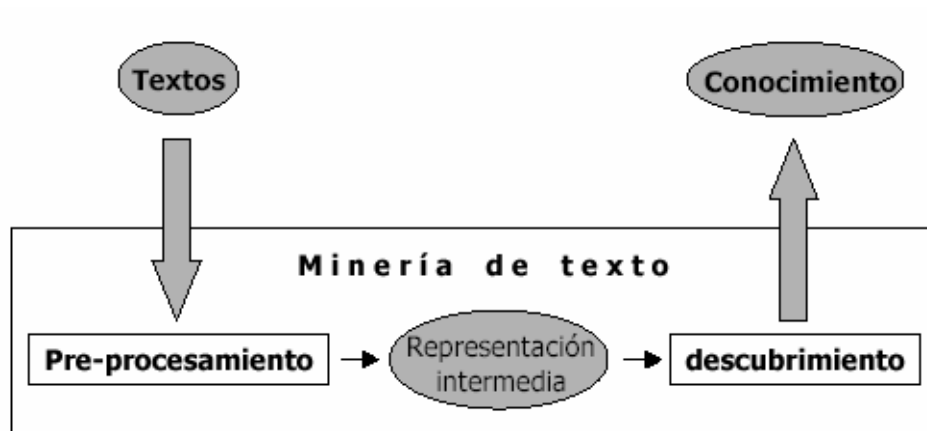 Textos
Conocimiento
Minería de texto
Pre-procesamiento
Representación
intermedia
descubrimiento